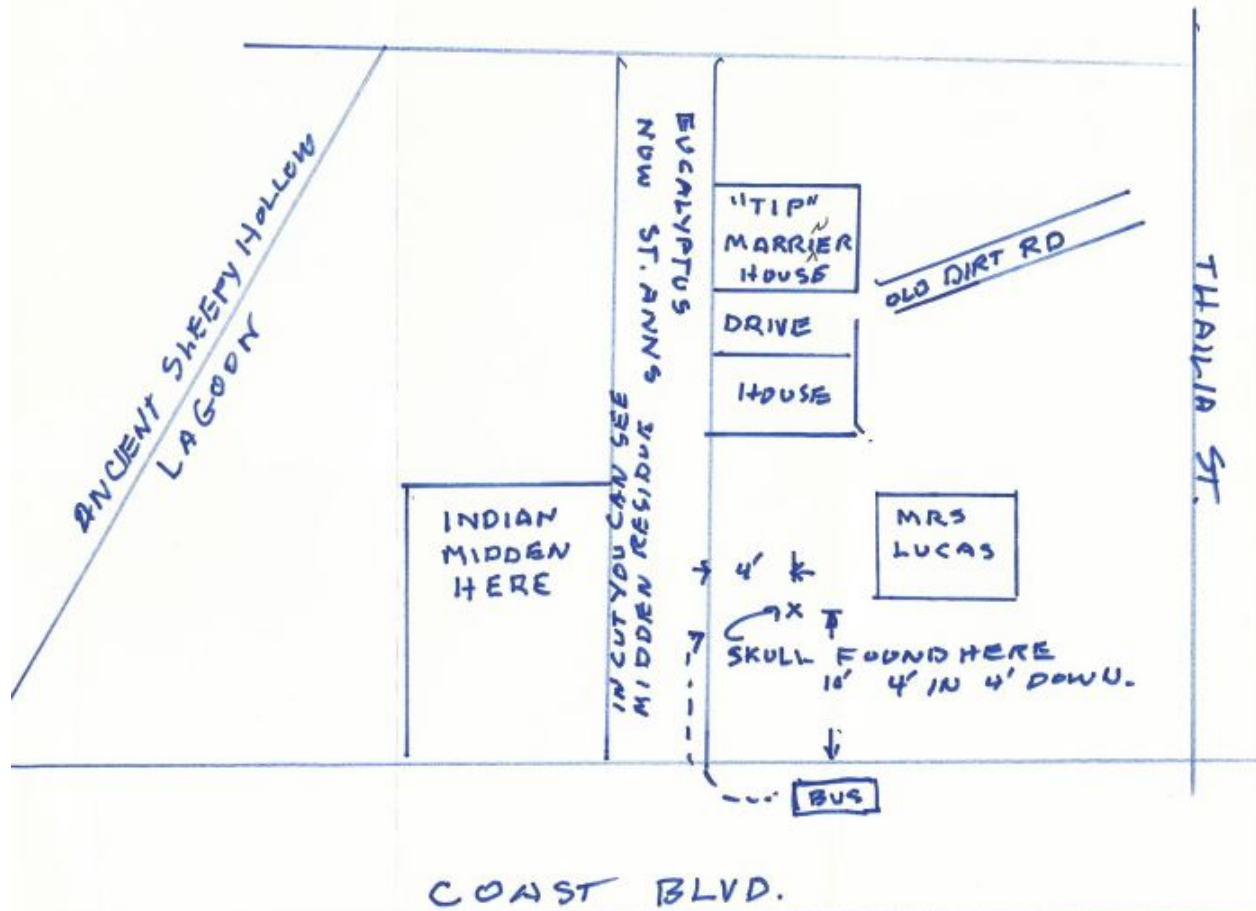 ANCIENT SHEEPY HOLLOW
LAGOON
EUCALYPTUS
NOW ST. ANNS
IN CUT YOU CAN SEE
MIDDEN RESIDUE
"TIP"
MARRIER
N
HOUSE
DRIVE
HOUSE
OLD DIRT RD
THAILIA ST.
INDIAN
MIDDEN
HERE
MRS
LUCAS
4'
X
SKULL FOUND HERE
10' 4' IN 4' DOWN.
BUS
COAST BLVD.